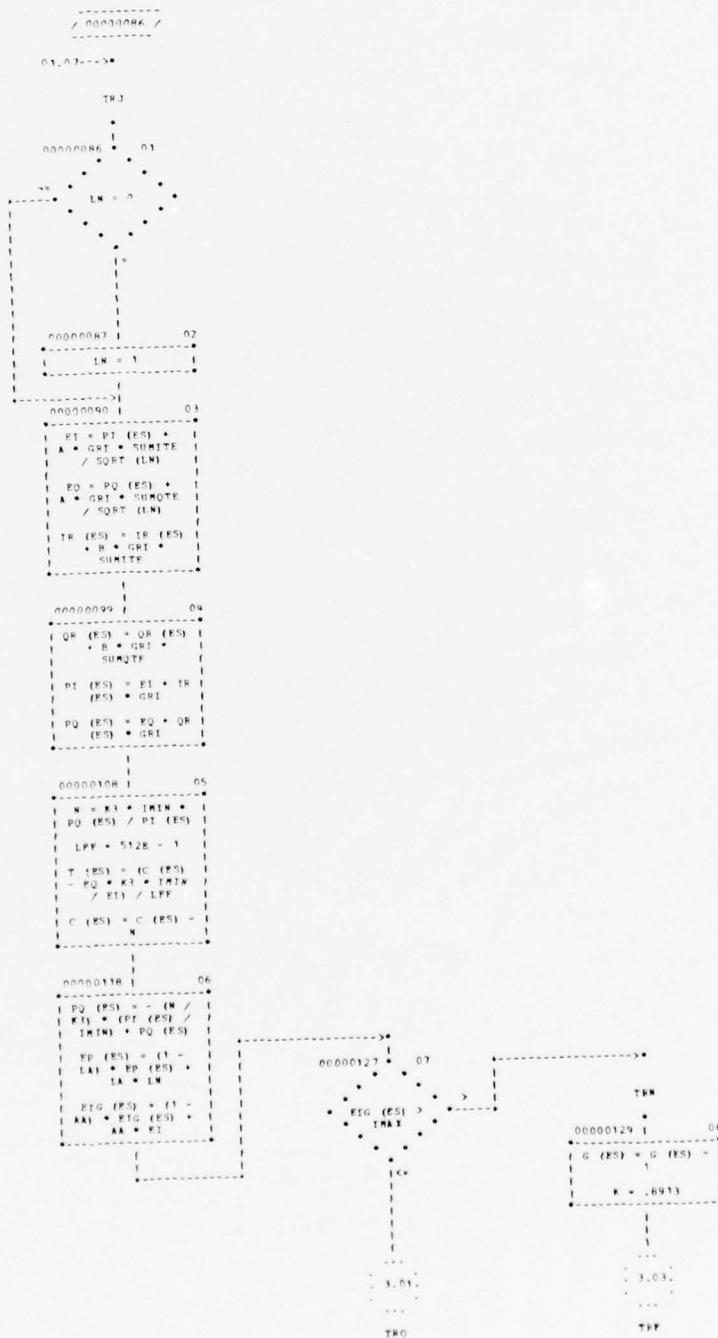 / 00000086 /
01.07--->*
TRJ
00000086 01
LN = 0
=
00000087 02
LN = 1
00000090 03
EI = PI (ES) +
A * GRI * SUMITE
/ SQRT (LN)
EQ = PQ (ES) +
A * GRI * SUMQTE
/ SQRT (LN)
IR (ES) = IR (ES)
+ B * GRI *
SUMITE
00000099 04
QR (ES) = QR (ES)
+ B * GRI *
SUMQTE
PI (ES) = EI + IR
(ES) * GRI
PQ (ES) = EQ + QR
(ES) * GRI
00000108 05
N = K3 * IMIN *
PQ (ES) / PI (ES)
LPF = 512E - 1
T (ES) = (C (ES)
- EQ * K3 * IMIN
/ EI) / LPF
C (ES) = C (ES) -
N
00000118 06
PQ (ES) = - (N /
K3) * (PI (ES) /
IMIN) + PQ (ES)
EP (ES) = (1 -
LA) * EP (ES) +
LA * LN
EIG (ES) = (1 -
AA) * EIG (ES) +
AA * EI
00000127 07
EIG (ES) >
IMAX
>
<=
3.01.
TRO
TRN
00000129
G (ES) = G (ES) -
1
K = .8913
3.03.
TRP